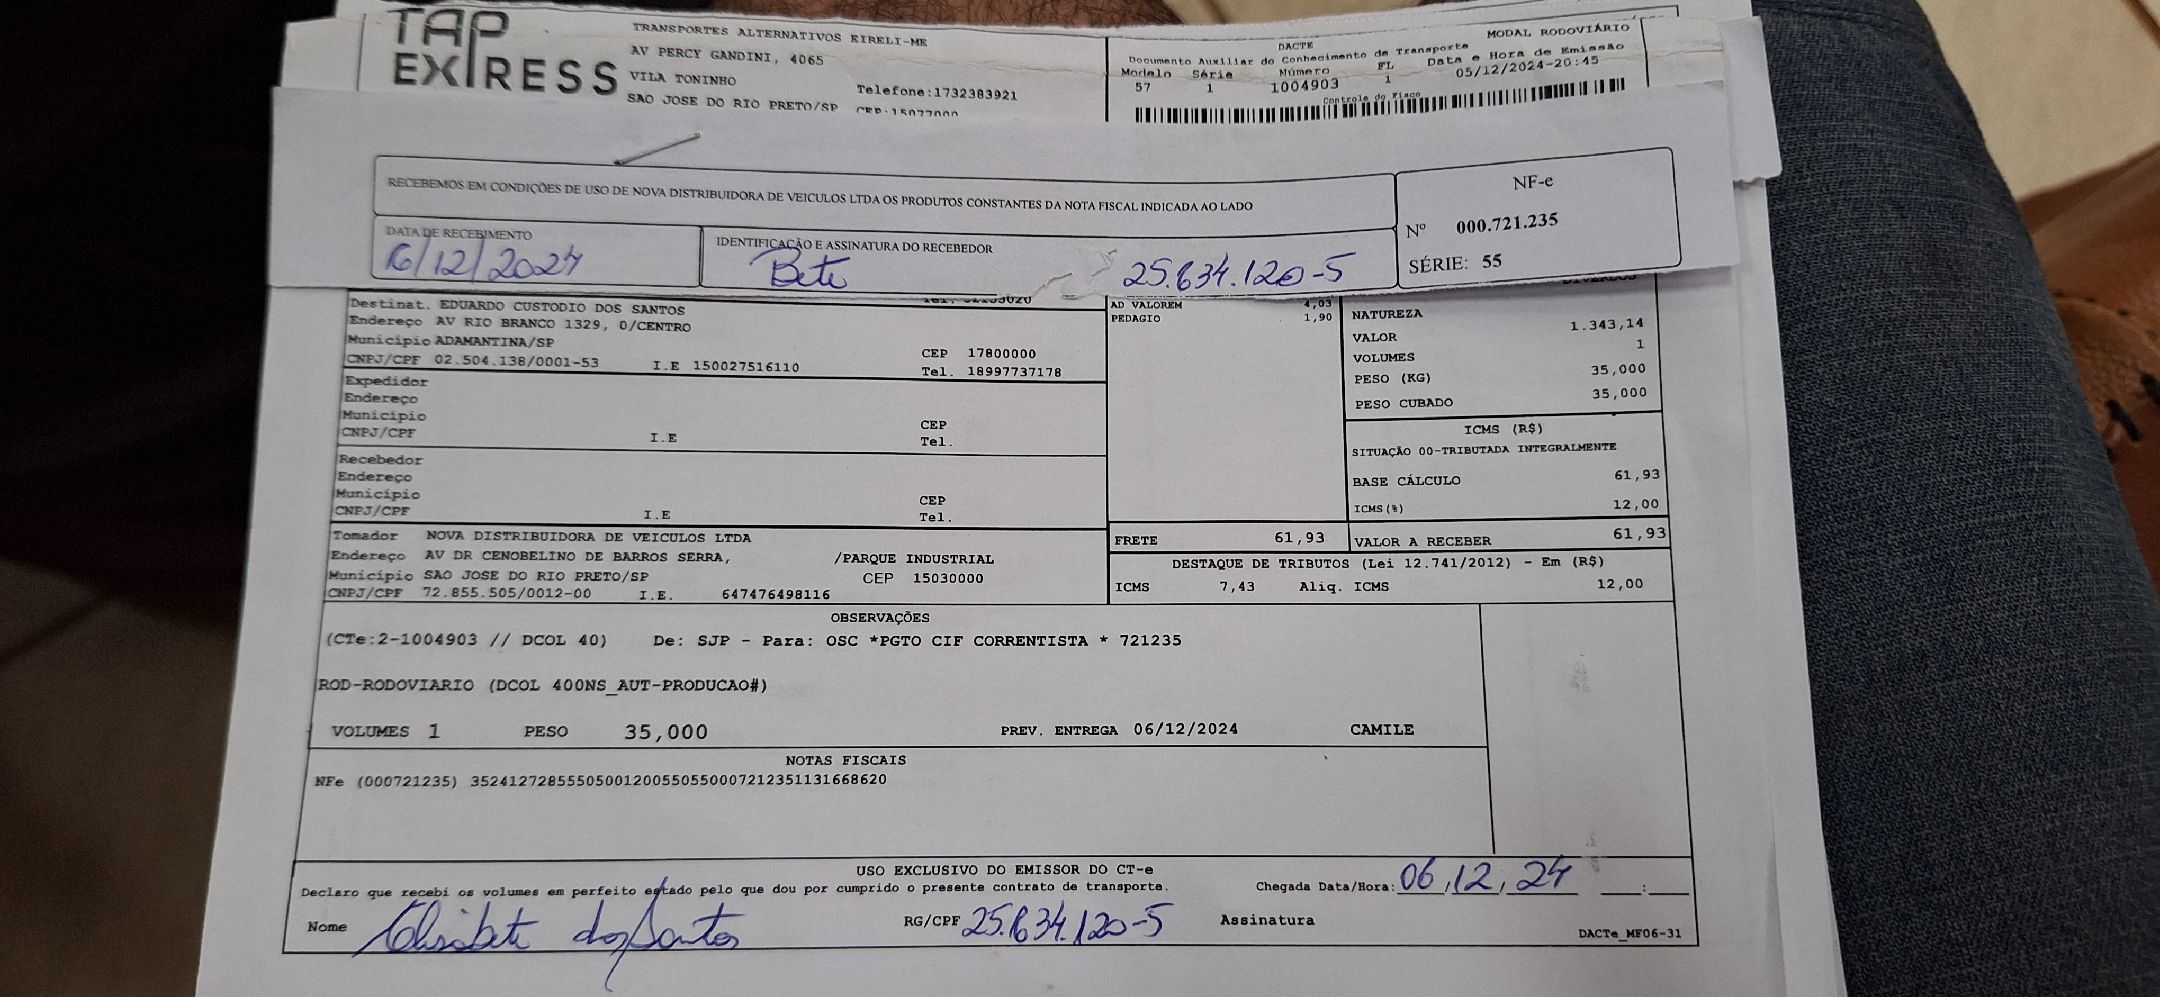 TAP EXPRESS
TRANSPORTES ALTERNATIVOS EIRELI-ME
AV PERCY GANDINI, 4065
VILA TONINHO
SAO JOSE DO RIO PRETO/SP
Telefone:1732383921
CEP:15077000
MODAL RODOVIÁRIO
DACTE
Documento Auxiliar do Conhecimento de Transporte
Modelo Série Número FL Data e Hora de Emissão
57 1 1004903 1 05/12/2024-20:45
Controle do Fisco
RECEBEMOS EM CONDIÇÕES DE USO DE NOVA DISTRIBUIDORA DE VEICULOS LTDA OS PRODUTOS CONSTANTES DA NOTA FISCAL INDICADA AO LADO
DATA DE RECEBIMENTO
16/12/2024
IDENTIFICAÇÃO E ASSINATURA DO RECEBEDOR
Bete 25.634.120-5
NF-e
Nº 000.721.235
SÉRIE: 55
Destinat. EDUARDO CUSTODIO DOS SANTOS
Endereço AV RIO BRANCO 1329, 0/CENTRO
Município ADAMANTINA/SP CEP 17800000
CNPJ/CPF 02.504.138/0001-53 I.E 150027516110 Tel. 18997737178
Expedidor
Endereço
Município CEP
CNPJ/CPF I.E Tel.
Recebedor
Endereço
Município CEP
CNPJ/CPF I.E Tel.
Tomador NOVA DISTRIBUIDORA DE VEICULOS LTDA
Endereço AV DR CENOBELINO DE BARROS SERRA, /PARQUE INDUSTRIAL
Município SAO JOSE DO RIO PRETO/SP CEP 15030000
CNPJ/CPF 72.855.505/0012-00 I.E. 647476498116
AD VALOREM 4,03
PEDAGIO 1,90
NATUREZA
VALOR 1.343,14
VOLUMES 1
PESO (KG) 35,000
PESO CUBADO 35,000
ICMS (R$)
SITUAÇÃO 00-TRIBUTADA INTEGRALMENTE
BASE CÁLCULO 61,93
ICMS(%) 12,00
FRETE 61,93 VALOR A RECEBER 61,93
DESTAQUE DE TRIBUTOS (Lei 12.741/2012) - Em (R$)
ICMS 7,43 Aliq. ICMS 12,00
OBSERVAÇÕES
(CTe:2-1004903 // DCOL 40) De: SJP - Para: OSC *PGTO CIF CORRENTISTA * 721235
ROD-RODOVIARIO (DCOL 400NS_AUT-PRODUCAO#)
VOLUMES 1 PESO 35,000 PREV. ENTREGA 06/12/2024 CAMILE
NOTAS FISCAIS
NFe (000721235) 35241272855505001200550550007212351131668620
USO EXCLUSIVO DO EMISSOR DO CT-e
Declaro que recebi os volumes em perfeito estado pelo que dou por cumprido o presente contrato de transporte. Chegada Data/Hora: 06,12,24 :
Nome Elisabete dos Santos RG/CPF 25.634.120-5 Assinatura
DACTe_MF06-31